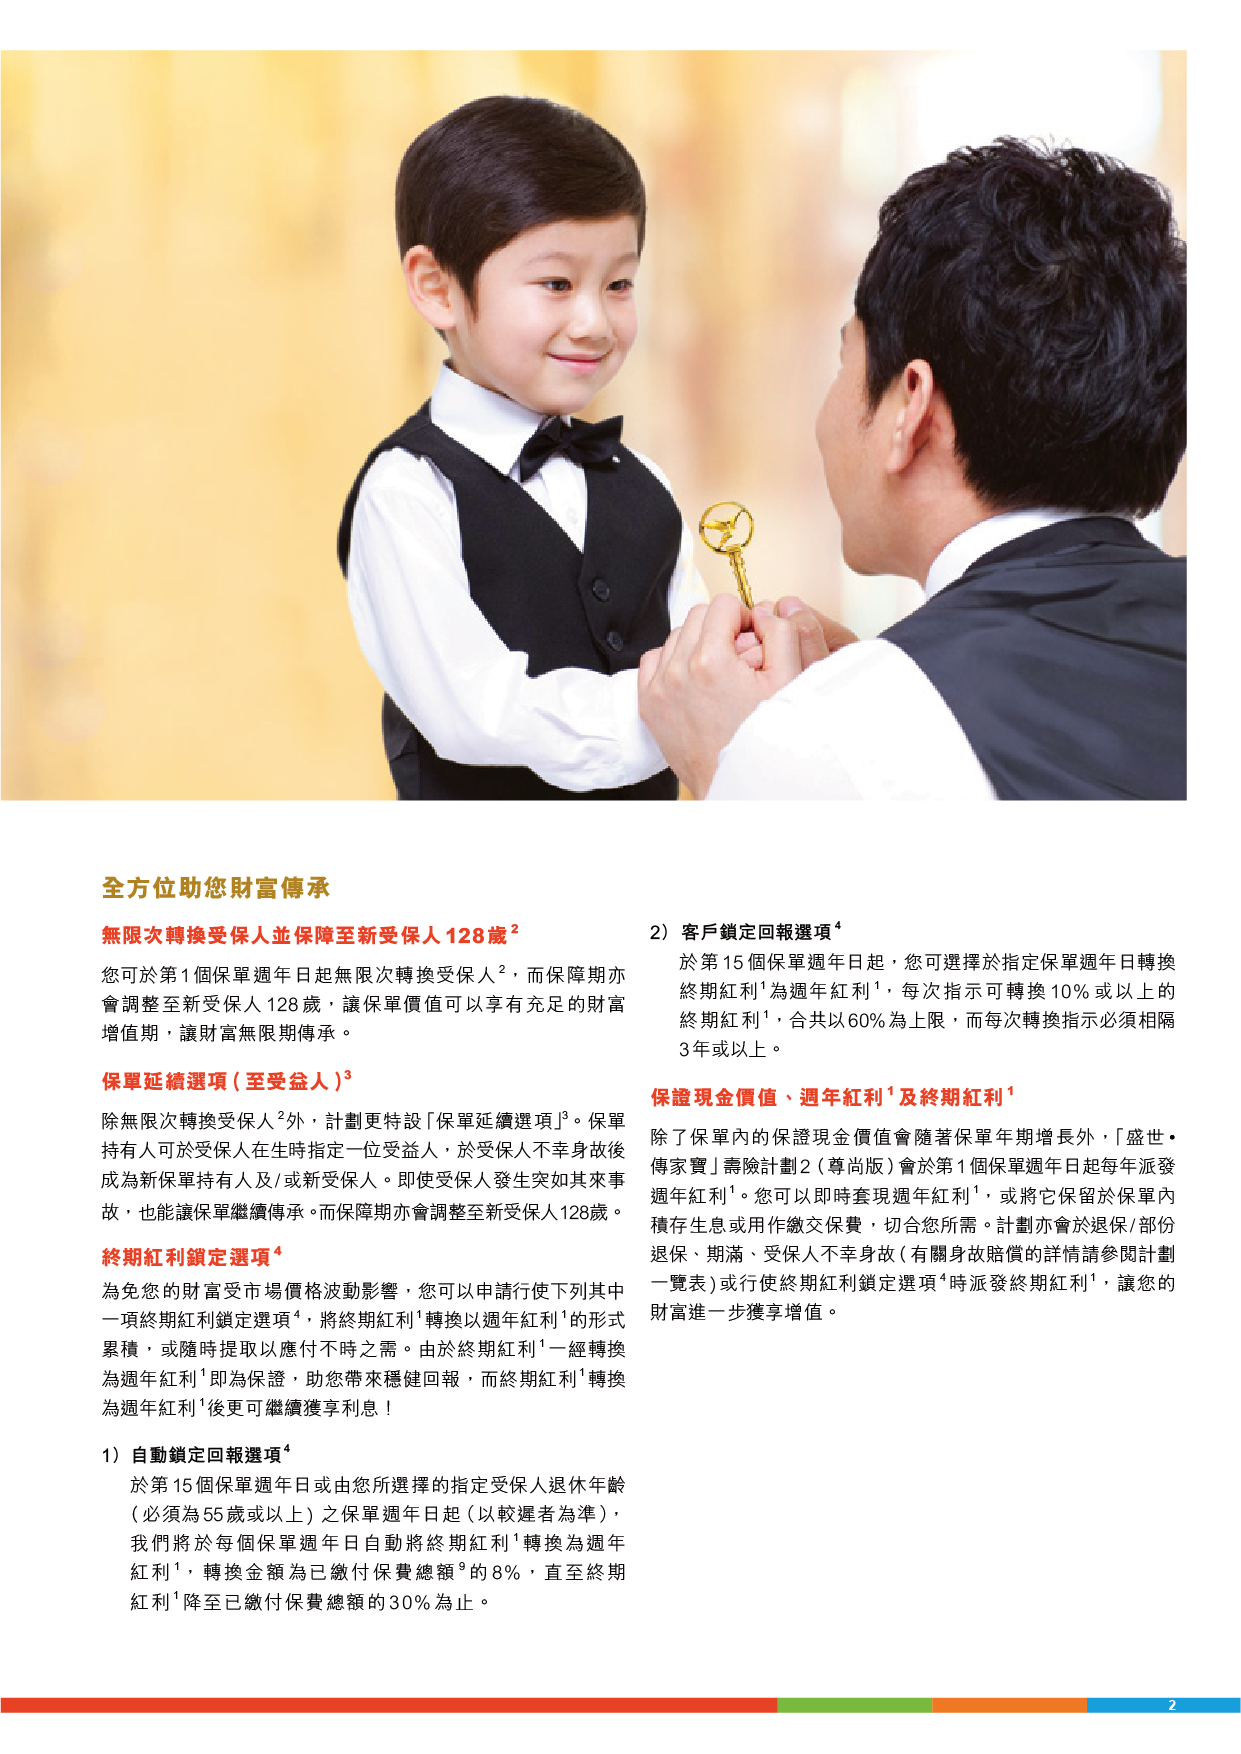 全方位助您財富傳承
無限次轉換受保人並保障至新受保人128歲²
您可於第1個保單週年日起無限次轉換受保人²，而保障期亦
會調整至新受保人128歲，讓保單價值可以享有充足的財富
增值期，讓財富無限期傳承。
保單延續選項(至受益人)³
除無限次轉換受保人²外，計劃更特設「保單延續選項」³。保單
持有人可於受保人在生時指定一位受益人，於受保人不幸身故後
成為新保單持有人及/或新受保人。即使受保人發生突如其來事
故，也能讓保單繼續傳承。而保障期亦會調整至新受保人128歲。
終期紅利鎖定選項⁴
為免您的財富受市場價格波動影響，您可以申請行使下列其中
一項終期紅利鎖定選項⁴，將終期紅利¹轉換以週年紅利¹的形式
累積，或隨時提取以應付不時之需。由於終期紅利¹一經轉換
為週年紅利¹即為保證，助您帶來穩健回報，而終期紅利¹轉換
為週年紅利¹後更可繼續獲享利息！
1）自動鎖定回報選項⁴
於第15個保單週年日或由您所選擇的指定受保人退休年齡
（必須為55歲或以上）之保單週年日起（以較遲者為準），
我們將於每個保單週年日自動將終期紅利¹轉換為週年
紅利¹，轉換金額為已繳付保費總額⁹的8%，直至終期
紅利¹降至已繳付保費總額的30%為止。
2）客戶鎖定回報選項⁴
於第15個保單週年日起，您可選擇於指定保單週年日轉換
終期紅利¹為週年紅利¹，每次指示可轉換10%或以上的
終期紅利¹，合共以60%為上限，而每次轉換指示必須相隔
3年或以上。
保證現金價值、週年紅利¹及終期紅利¹
除了保單內的保證現金價值會隨著保單年期增長外，「盛世•
傳家寶」壽險計劃2（尊尚版）會於第1個保單週年日起每年派發
週年紅利¹。您可以即時套現週年紅利¹，或將它保留於保單內
積存生息或用作繳交保費，切合您所需。計劃亦會於退保/部份
退保、期滿、受保人不幸身故（有關身故賠償的詳情請參閱計劃
一覽表）或行使終期紅利鎖定選項⁴時派發終期紅利¹，讓您的
財富進一步獲享增值。
2